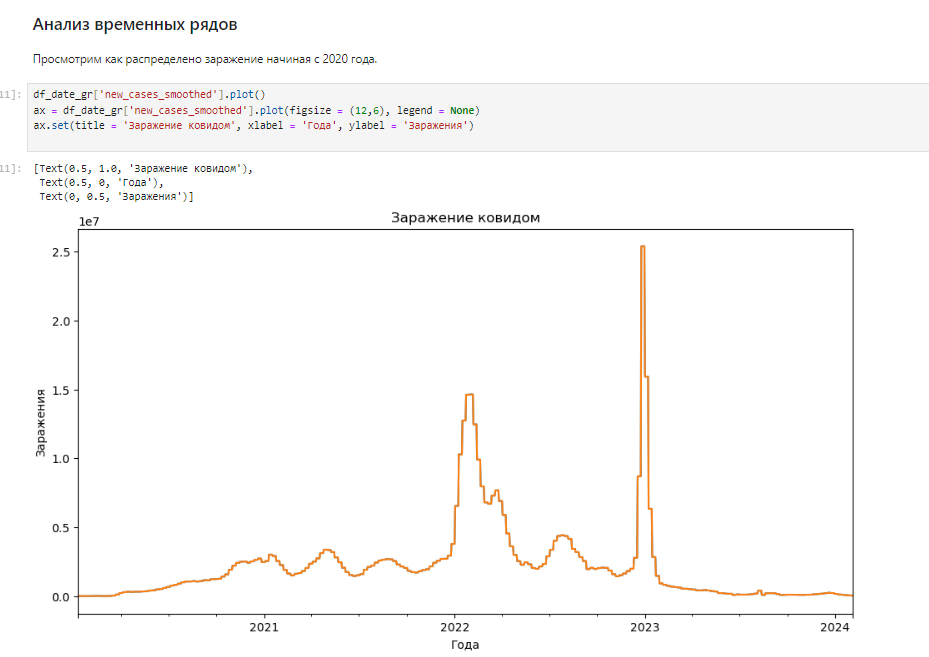 Анализ временных рядов
Просмотрим как распределено заражение начиная с 2020 года.
11]:
df_date_gr['new_cases_smoothed'].plot()
ax = df_date_gr['new_cases_smoothed'].plot(figsize = (12,6), legend = None)
ax.set(title = 'Заражение ковидом', xlabel = 'Года', ylabel = 'Заражения')
11]:
[Text(0.5, 1.0, 'Заражение ковидом'),
Text(0.5, 0, 'Года'),
Text(0, 0.5, 'Заражения')]
Заражение ковидом
1e7
2.5
2.0
1.5
1.0
0.5
0.0
Заражения
2021 2022 2023 2024
Года